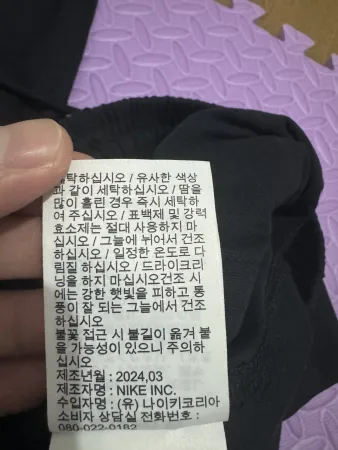 세탁하십시오 / 유사한 색상
과 같이 세탁하십시오 / 땀을
많이 흘린 경우 즉시 세탁하
여 주십시오 / 표백제 및 강력
효소제는 절대 사용하지 마
십시오 / 그늘에 뉘어서 건조
하십시오 / 일정한 온도로 다
림질 하십시오 / 드라이크리
닝을 하지 마십시오건조 시
에는 강한 햇빛을 피하고 통
풍이 잘 되는 그늘에서 건조
하십시오
불꽃 접근 시 불길이 옮겨 붙
을 가능성이 있으니 주의하
십시오
제조년월 : 2024,03
제조자명 : NIKE INC.
수입자명 : (유) 나이키코리아
소비자 상담실 전화번호 :
080-022-0182